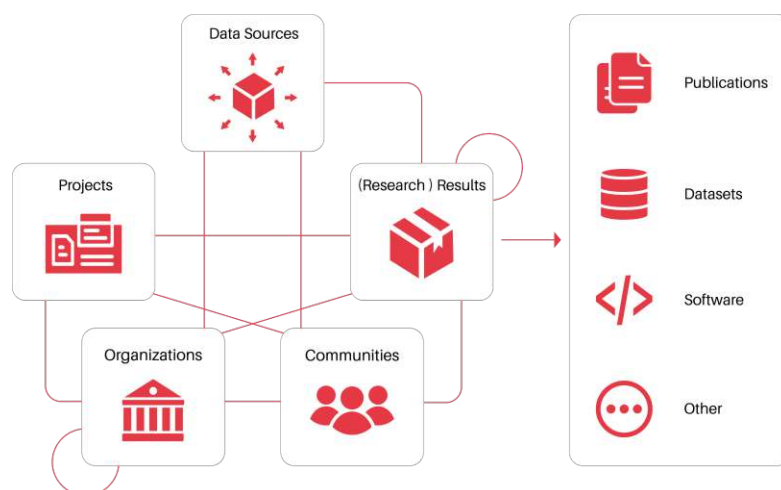 Data Sources
Projects
(Research ) Results
Organizations
Communities
Publications
Datasets
Software
Other